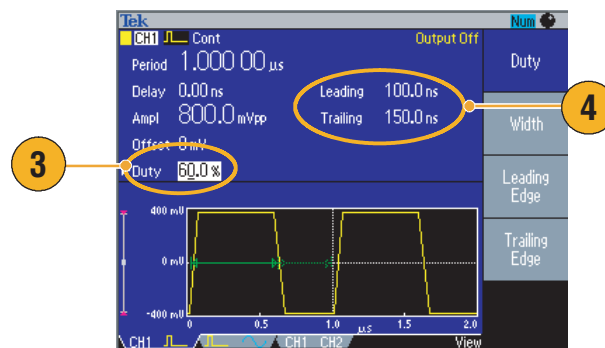 Tek Num
CH1 Cont Output Off
Period 1.000 00 µs
Delay 0.00 ns
Leading 100.0 ns
Ampl 800.0 mVpp
Trailing 150.0 ns
Offset 0 mV
Duty 60.0 %
Duty
Width
Leading
Edge
Trailing
Edge
3
4
400 mV
0 mV
-400 mV
0 0.5 1.0 µs 1.5 2.0
CH1 CH1 CH2 View